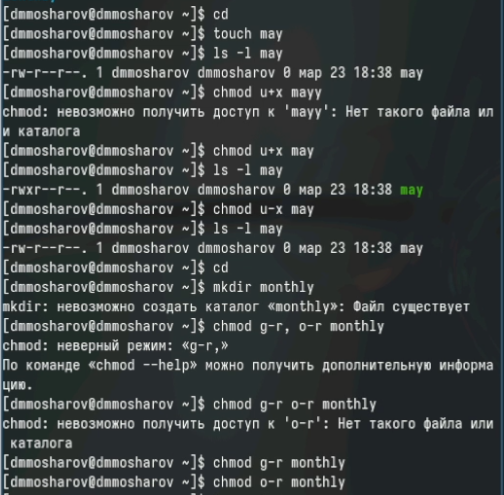 [dmmosharov@dmmosharov ~]$ cd
[dmmosharov@dmmosharov ~]$ touch may
[dmmosharov@dmmosharov ~]$ ls -l may
-rw-r--r--. 1 dmmosharov dmmosharov 0 мар 23 18:38 may
[dmmosharov@dmmosharov ~]$ chmod u+x mayy
chmod: невозможно получить доступ к 'mayy': Нет такого файла ил
и каталога
[dmmosharov@dmmosharov ~]$ chmod u+x may
[dmmosharov@dmmosharov ~]$ ls -l may
-rwxr--r--. 1 dmmosharov dmmosharov 0 мар 23 18:38 may
[dmmosharov@dmmosharov ~]$ chmod u-x may
[dmmosharov@dmmosharov ~]$ ls -l may
-rw-r--r--. 1 dmmosharov dmmosharov 0 мар 23 18:38 may
[dmmosharov@dmmosharov ~]$ cd
[dmmosharov@dmmosharov ~]$ mkdir monthly
mkdir: невозможно создать каталог «monthly»: Файл существует
[dmmosharov@dmmosharov ~]$ chmod g-r, o-r monthly
chmod: неверный режим: «g-r,»
По команде «chmod --help» можно получить дополнительную информа
цию.
[dmmosharov@dmmosharov ~]$ chmod g-r o-r monthly
chmod: невозможно получить доступ к 'o-r': Нет такого файла или
каталога
[dmmosharov@dmmosharov ~]$ chmod g-r monthly
[dmmosharov@dmmosharov ~]$ chmod o-r monthly